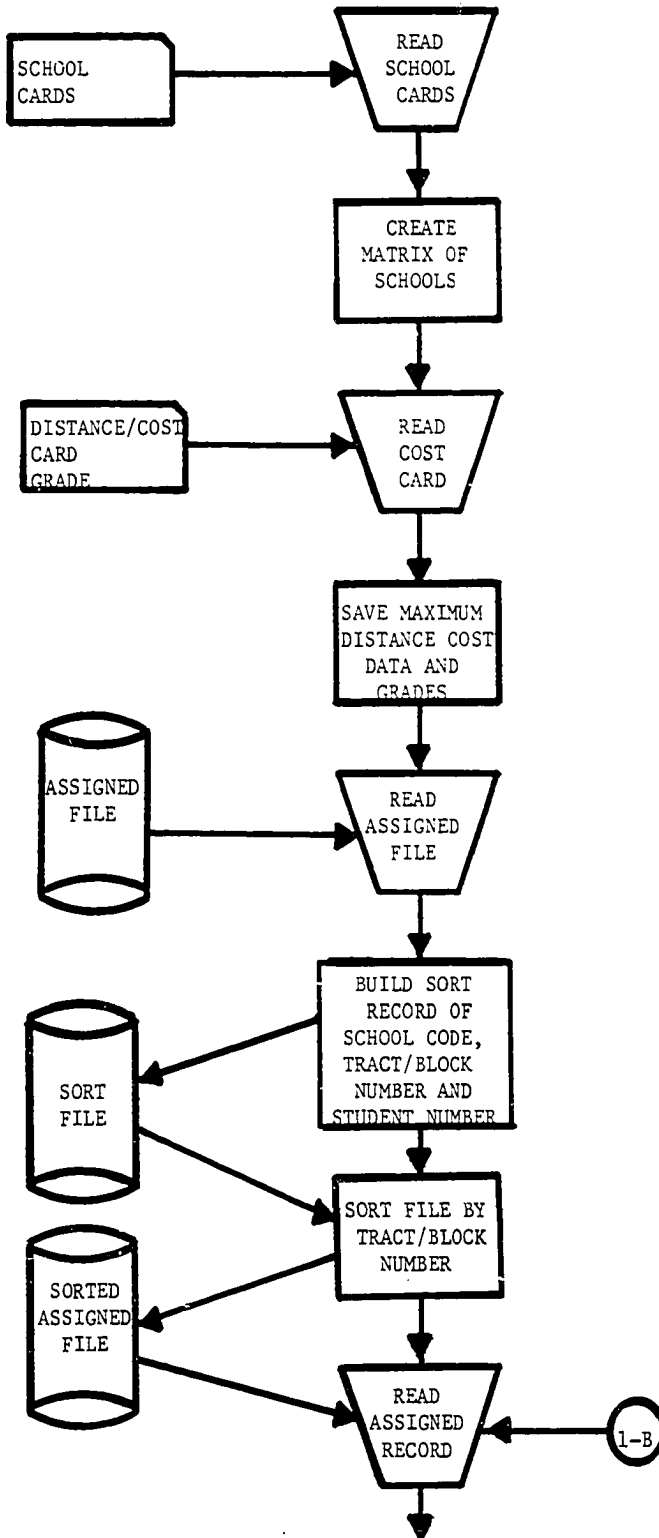 SCHOOL
CARDS
READ
SCHOOL
CARDS
CREATE
MATRIX OF
SCHOOLS
DISTANCE/COST
CARD
GRADE
READ
COST
CARD
SAVE MAXIMUM
DISTANCE COST
DATA AND
GRADES
ASSIGNED
FILE
READ
ASSIGNED
FILE
BUILD SORT
RECORD OF
SCHOOL CODE,
TRACT/BLOCK
NUMBER AND
STUDENT NUMBER
SORT
FILE
SORT FILE BY
TRACT/BLOCK
NUMBER
SORTED
ASSIGNED
FILE
READ
ASSIGNED
RECORD
1-B